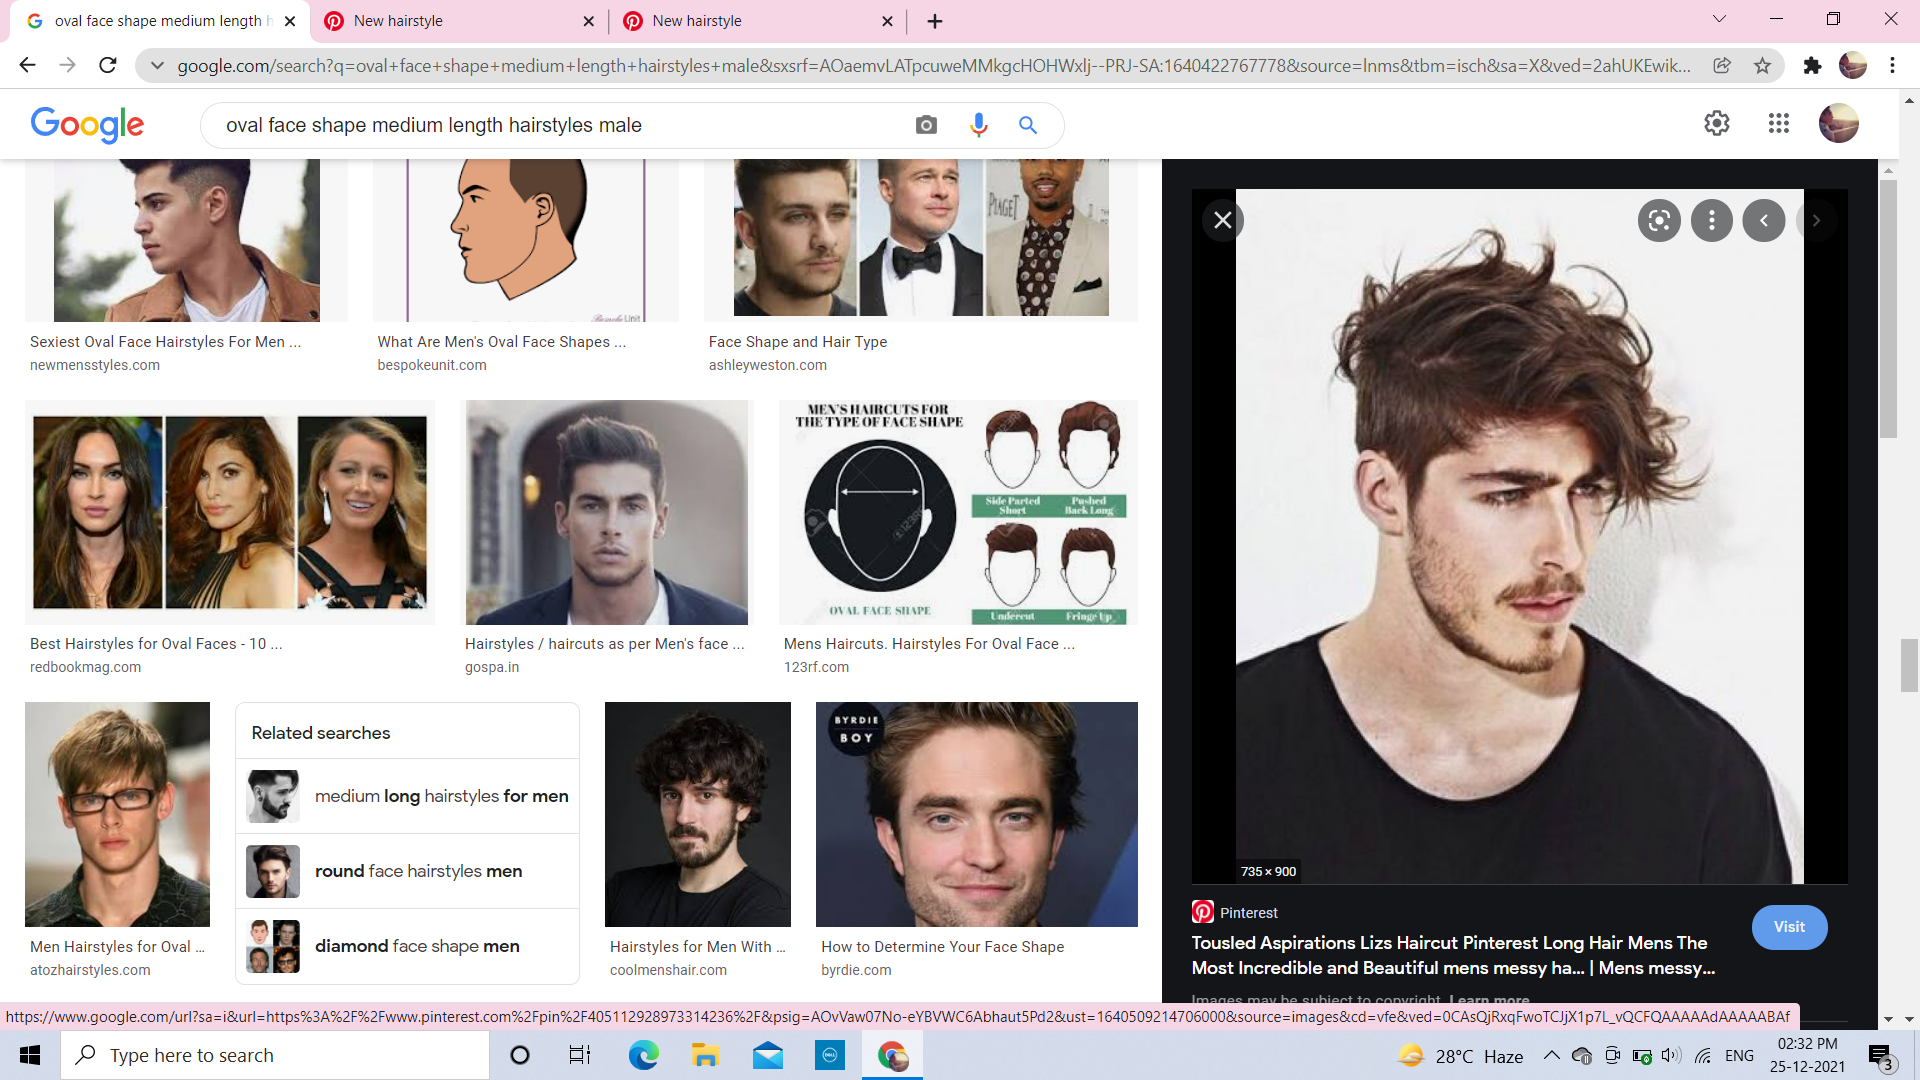 oval face shape medium length h
New hairstyle
New hairstyle
google.com/search?q=oval+face+shape+medium+length+hairstyles+male&sxsrf=AOaemvLATpcuweMMkgcHOHWxlj--PRJ-SA:1640422767778&source=lnms&tbm=isch&sa=X&ved=2ahUKEwik...
Google
oval face shape medium length hairstyles male
PIAGET
Bespoke Unit
Sexiest Oval Face Hairstyles For Men ...
newmensstyles.com
What Are Men's Oval Face Shapes ...
bespokeunit.com
Face Shape and Hair Type
ashleyweston.com
MEN'S HAIRCUTS FOR
THE TYPE OF FACE SHAPE
Side Parted
Short
Pushed
Back Long
OVAL FACE SHAPE
Undercut
Fringe Up
Best Hairstyles for Oval Faces - 10 ...
redbookmag.com
Hairstyles / haircuts as per Men's face ...
gospa.in
Mens Haircuts. Hairstyles For Oval Face ...
123rf.com
Related searches
medium long hairstyles for men
round face hairstyles men
diamond face shape men
BYRDIE
BOY
Men Hairstyles for Oval ...
atozhairstyles.com
Hairstyles for Men With ...
coolmenshair.com
How to Determine Your Face Shape
byrdie.com
735 × 900
Pinterest
Visit
Tousled Aspirations Lizs Haircut Pinterest Long Hair Mens The
Most Incredible and Beautiful mens messy ha... | Mens messy...
Images may be subject to copyright. Learn more
https://www.google.com/url?sa=i&url=https%3A%2F%2Fwww.pinterest.com%2Fpin%2F405112928973314236%2F&psig=AOvVaw07No-eYBVWC6Abhaut5Pd2&ust=1640509214706000&source=images&cd=vfe&ved=0CAsQjRxqFwoTCJjX1p7L_vQCFQAAAAAdAAAAABAf
Type here to search
28°C Haze
ENG
02:32 PM
25-12-2021
3